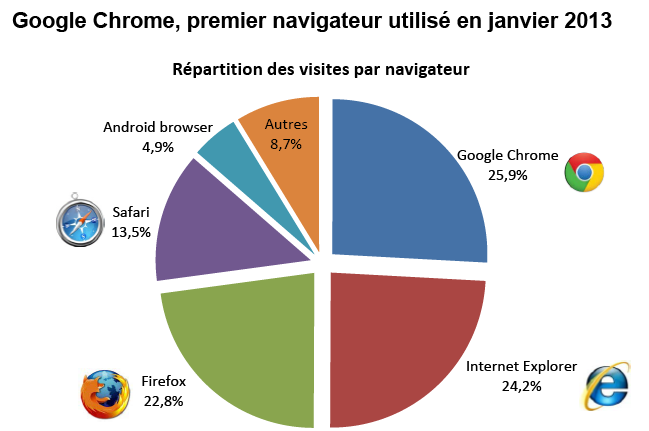 Google Chrome, premier navigateur utilisé en janvier 2013
Répartition des visites par navigateur
Autres
8,7%
Android browser
4,9%
Google Chrome
25,9%
Safari
13,5%
Internet Explorer
24,2%
Firefox
22,8%